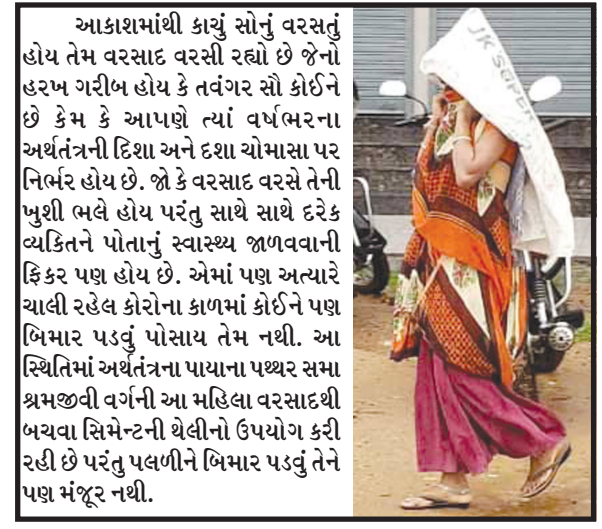 આકાશમાંથી કાચું સોનું વરસતું
હોય તેમ વરસાદ વરસી રહ્યો છે જેનો
હરખ ગરીબ હોય કે તવંગર સૌ કોઈને
છે કેમ કે આપણે ત્યાં વર્ષભરના
અર્થતંત્રની દિશા અને દશા ચોમાસા પર
નિર્ભર હોય છે. જો કે વરસાદ વરસે તેની
ખુશી ભલે હોય પરંતુ સાથે સાથે દરેક
વ્યકિતને પોતાનું સ્વાસ્થ્ય જાળવવાની
ફિકર પણ હોય છે. એમાં પણ અત્યારે
ચાલી રહેલ કોરોના કાળમાં કોઈને પણ
બિમાર પડવું પોસાય તેમ નથી. આ
સ્થિતિમાં અર્થતંત્રના પાયાના પથ્થર સમા
શ્રમજીવી વર્ગની આ મહિલા વરસાદથી
બચવા સિમેન્ટની થેલીનો ઉપયોગ કરી
રહી છે પરંતુ પલળીને બિમાર પડવું તેને
પણ મંજૂર નથી.
JK Super